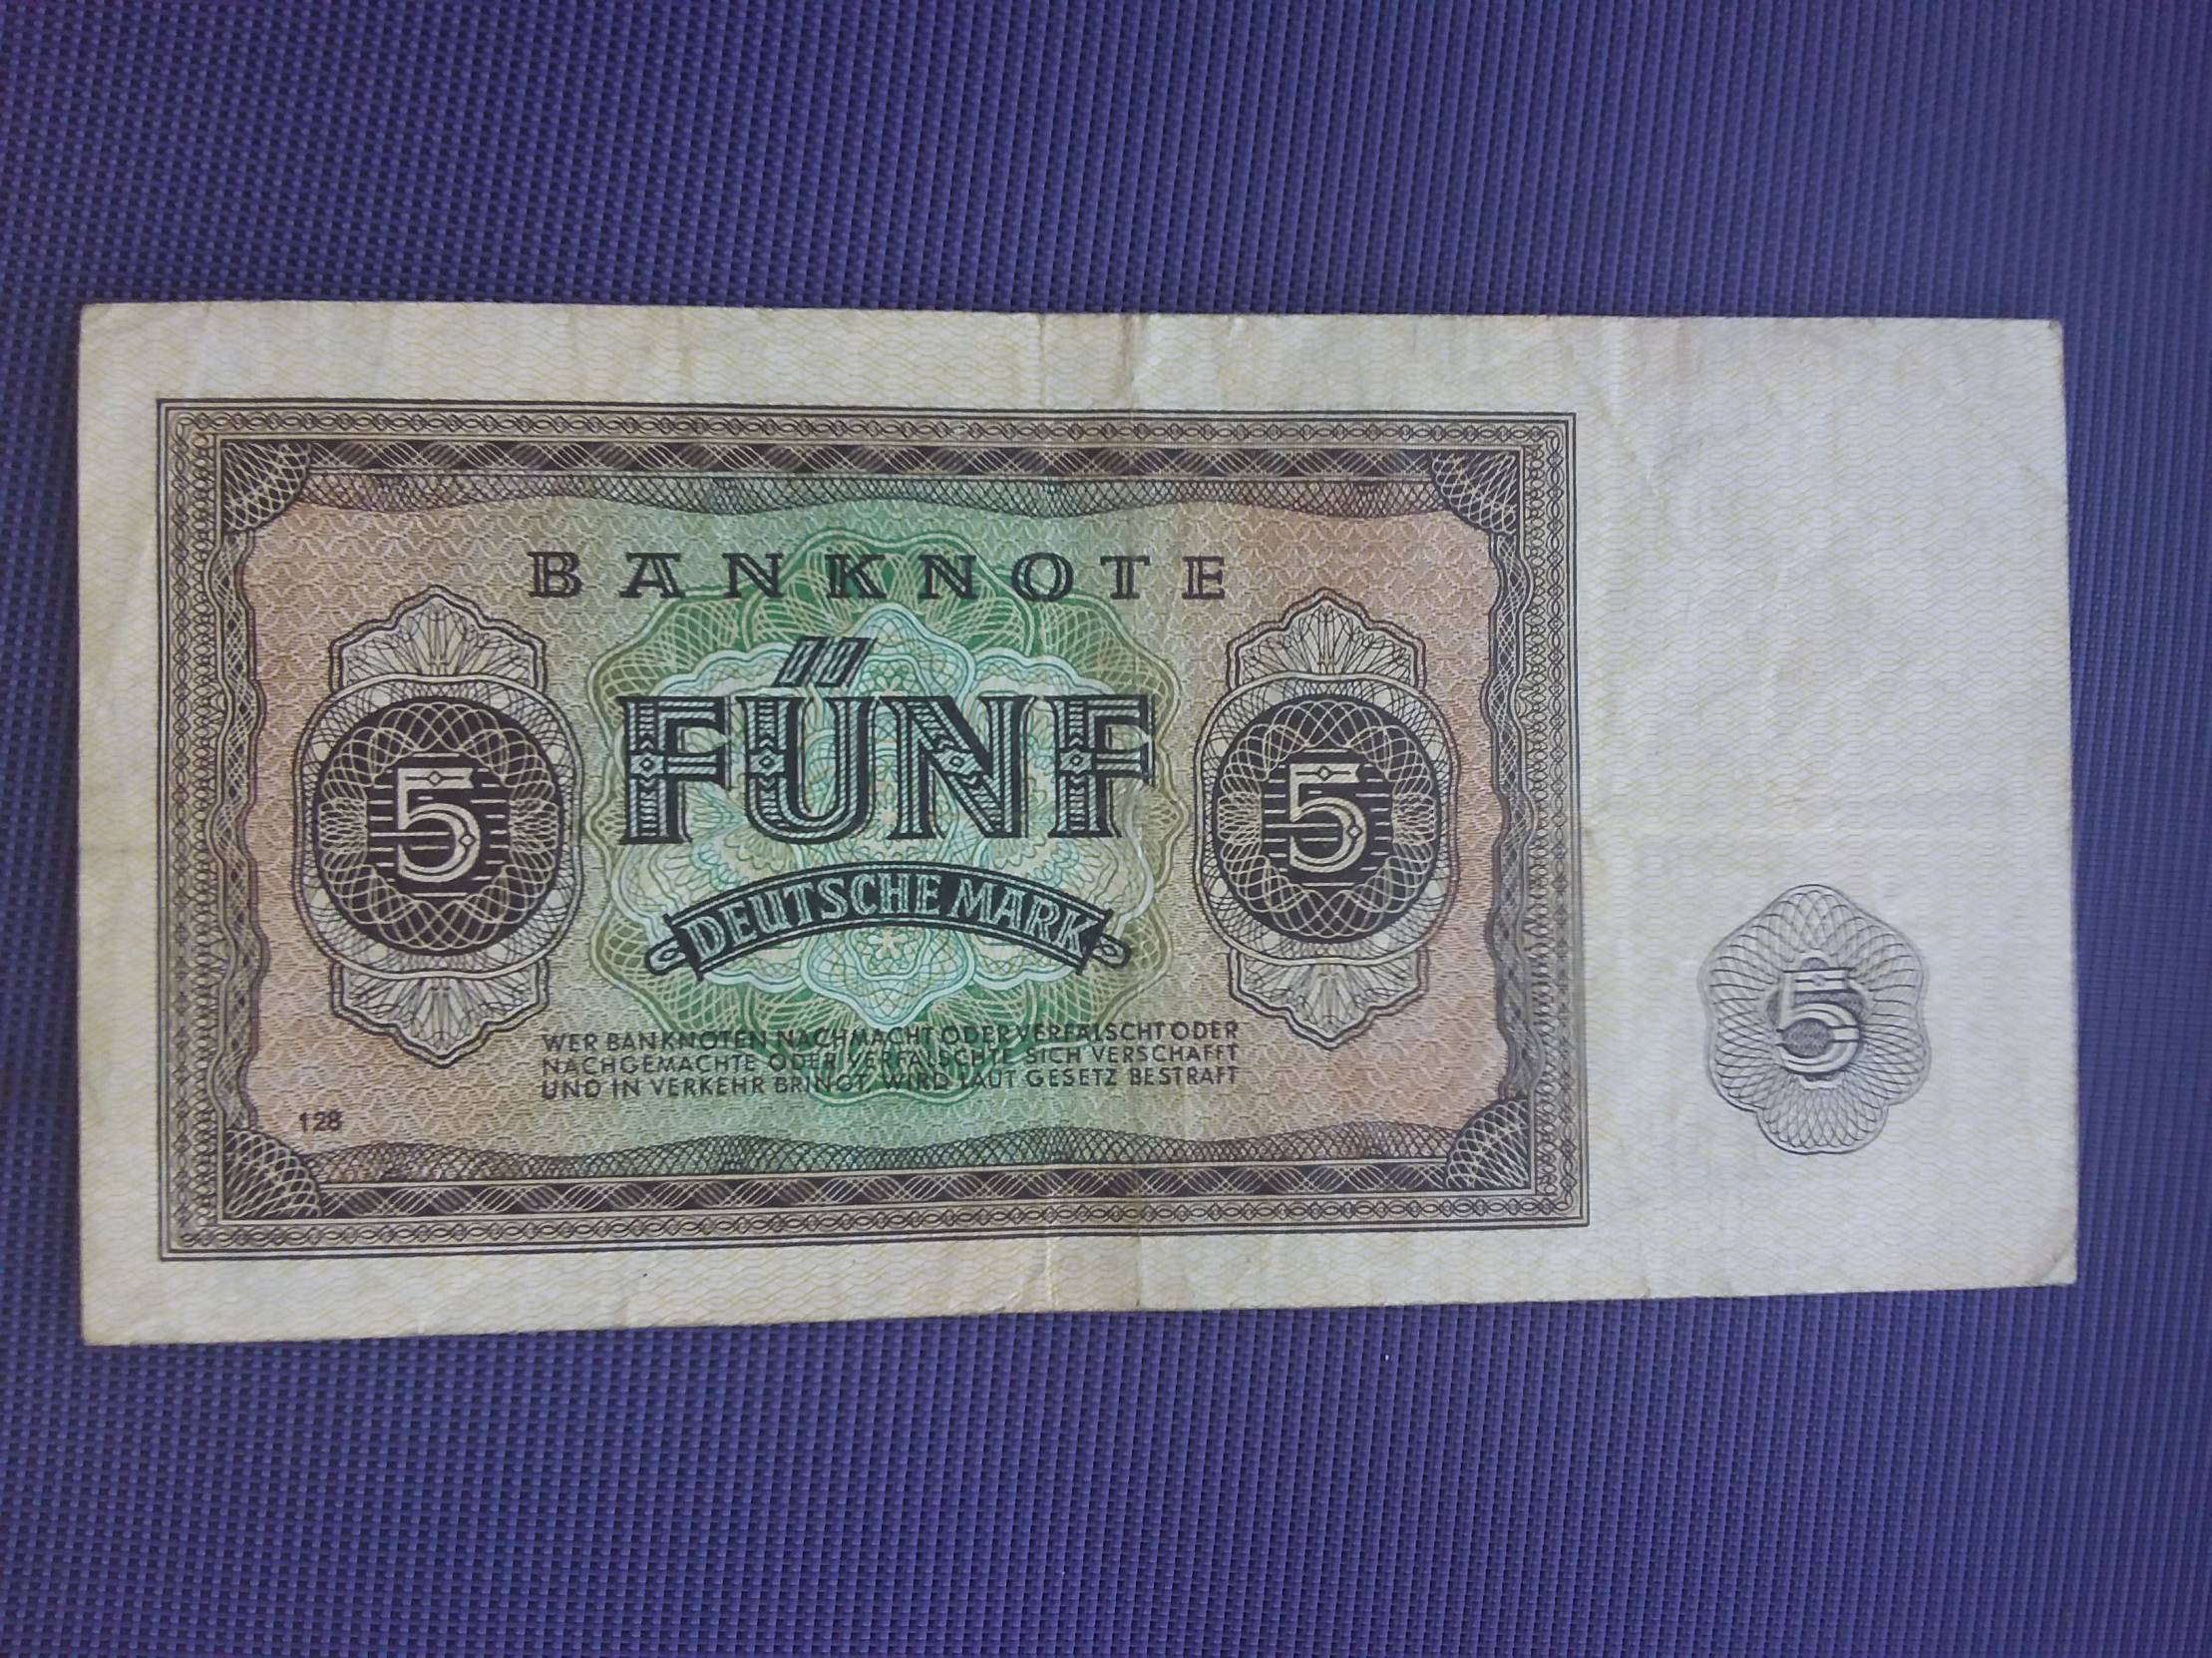 BANKNOTE
FÜNF
5 5
DEUTSCHE MARK
WER BANKNOTEN NACHMACHT ODER VERFÄLSCHT ODER
NACHGEMACHTE ODER VERFÄLSCHTE SICH VERSCHAFFT
UND IN VERKEHR BRINGT, WIRD LAUT GESETZ BESTRAFT
5
128